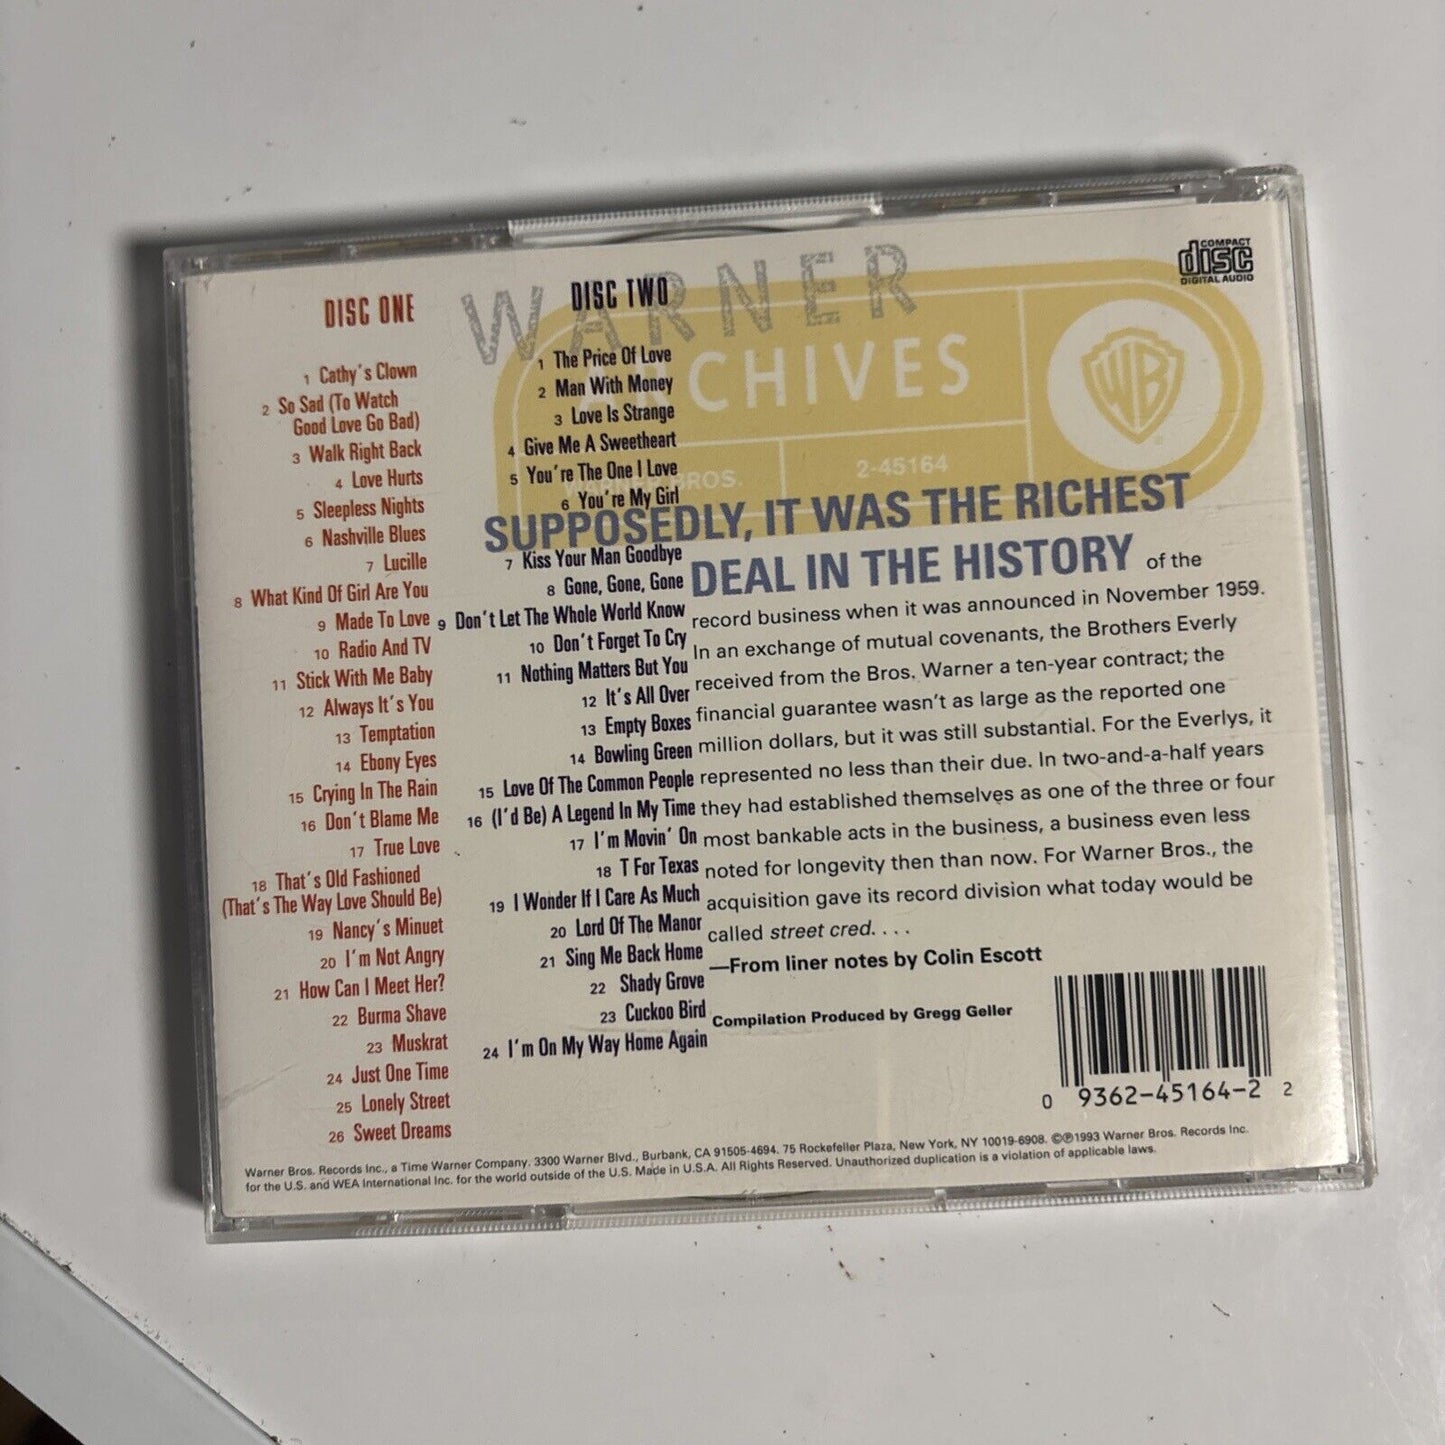 WARNER
ARCHIVES
COMPACT
disc
DIGITAL AUDIO
WB
BROS.
2-45164
DISC ONE
1 Cathy's Clown
2 So Sad (To Watch
Good Love Go Bad)
3 Walk Right Back
4 Love Hurts
5 Sleepless Nights
6 Nashville Blues
7 Lucille
8 What Kind Of Girl Are You
9 Made To Love
10 Radio And TV
11 Stick With Me Baby
12 Always It's You
13 Temptation
14 Ebony Eyes
15 Crying In The Rain
16 Don't Blame Me
17 True Love
18 That's Old Fashioned
(That's The Way Love Should Be)
19 Nancy's Minuet
20 I'm Not Angry
21 How Can I Meet Her?
22 Burma Shave
23 Muskrat
24 Just One Time
25 Lonely Street
26 Sweet Dreams
DISC TWO
1 The Price Of Love
2 Man With Money
3 Love Is Strange
4 Give Me A Sweetheart
5 You're The One I Love
6 You're My Girl
7 Kiss Your Man Goodbye
8 Gone, Gone, Gone
9 Don't Let The Whole World Know
10 Don't Forget To Cry
11 Nothing Matters But You
12 It's All Over
13 Empty Boxes
14 Bowling Green
15 Love Of The Common People
16 (I'd Be) A Legend In My Time
17 I'm Movin' On
18 T For Texas
19 I Wonder If I Care As Much
20 Lord Of The Manor
21 Sing Me Back Home
22 Shady Grove
23 Cuckoo Bird
24 I'm On My Way Home Again
SUPPOSEDLY, IT WAS THE RICHEST
DEAL IN THE HISTORY of the
record business when it was announced in November 1959.
In an exchange of mutual covenants, the Brothers Everly
received from the Bros. Warner a ten-year contract; the
financial guarantee wasn't as large as the reported one
million dollars, but it was still substantial. For the Everlys, it
represented no less than their due. In two-and-a-half years
they had established themselves as one of the three or four
most bankable acts in the business, a business even less
noted for longevity then than now. For Warner Bros., the
acquisition gave its record division what today would be
called street cred. . . .
—From liner notes by Colin Escott
Compilation Produced by Gregg Geller
0 9362-45164-2 2
Warner Bros. Records Inc., a Time Warner Company. 3300 Warner Blvd., Burbank, CA 91505-4694. 75 Rockefeller Plaza, New York, NY 10019-6908. ©℗1993 Warner Bros. Records Inc.
for the U.S. and WEA International Inc. for the world outside of the U.S. Made in U.S.A. All Rights Reserved. Unauthorized duplication is a violation of applicable laws.